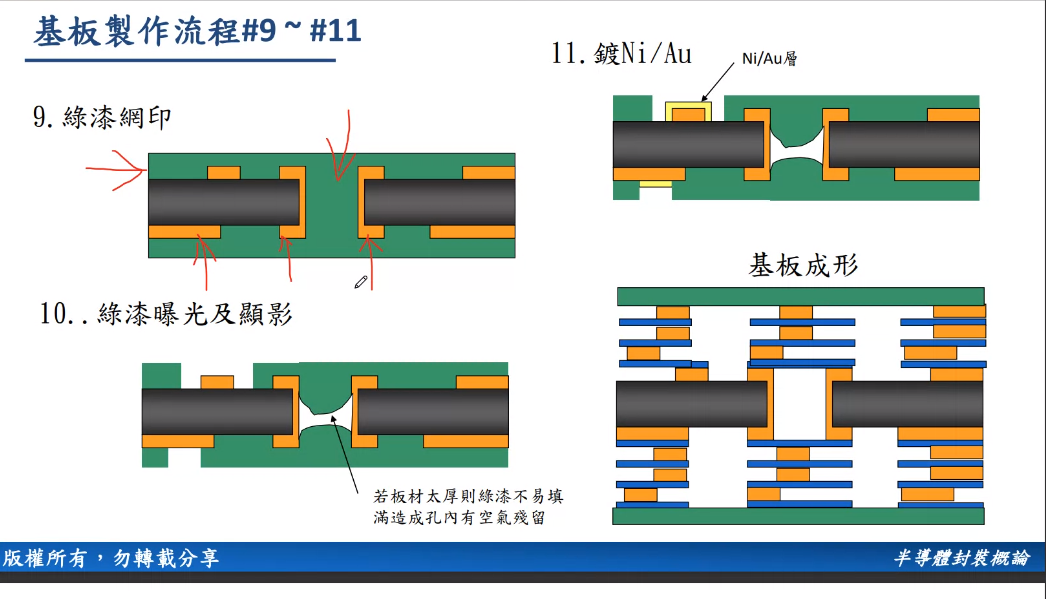 基板製作流程#9 ~ #11
9. 綠漆網印
10.. 綠漆曝光及顯影
若板材太厚則綠漆不易填
滿造成孔內有空氣殘留
11. 鍍Ni/Au
Ni/Au層
基板成形
版權所有，勿轉載分享
半導體封裝概論